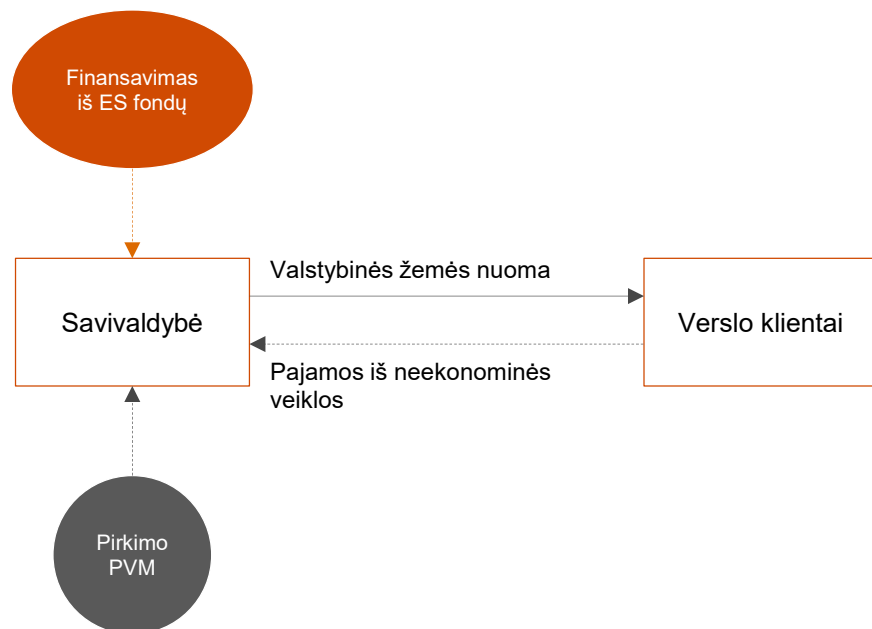 Finansavimas
iš ES fondų
Valstybinės žemės nuoma
Savivaldybė
Verslo klientai
Pajamos iš neekonominės
veiklos
Pirkimo
PVM